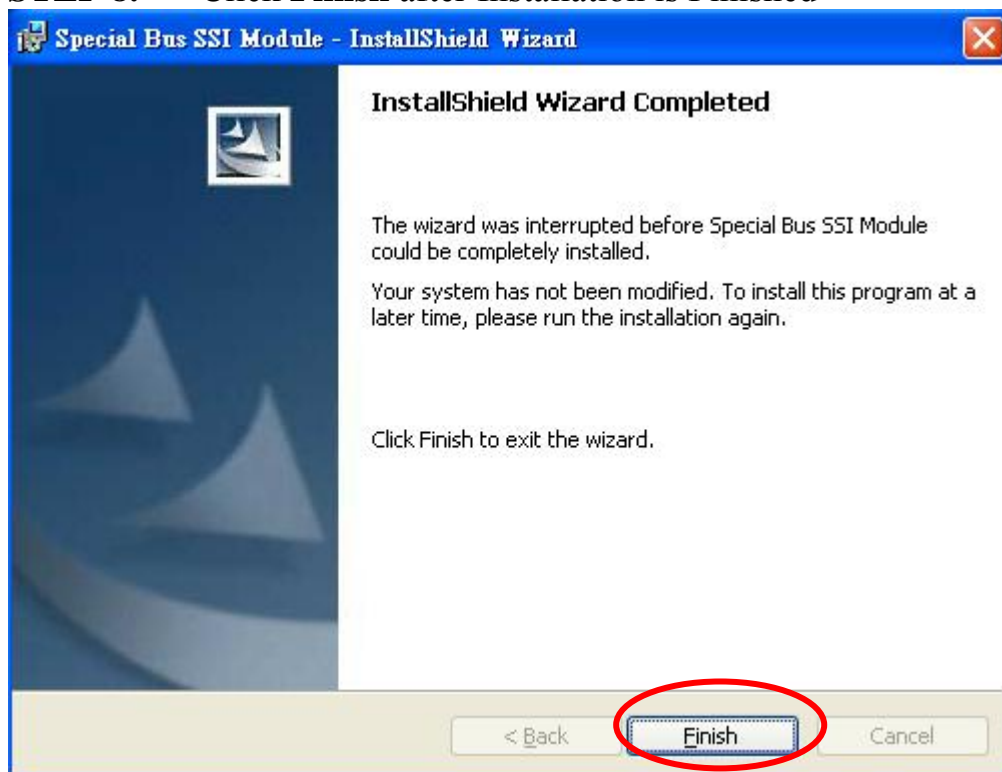 Special Bus SSI Module - InstallShield Wizard
InstallShield Wizard Completed
The wizard was interrupted before Special Bus SSI Module
could be completely installed.
Your system has not been modified. To install this program at a
later time, please run the installation again.
Click Finish to exit the wizard.
< Back Finish Cancel